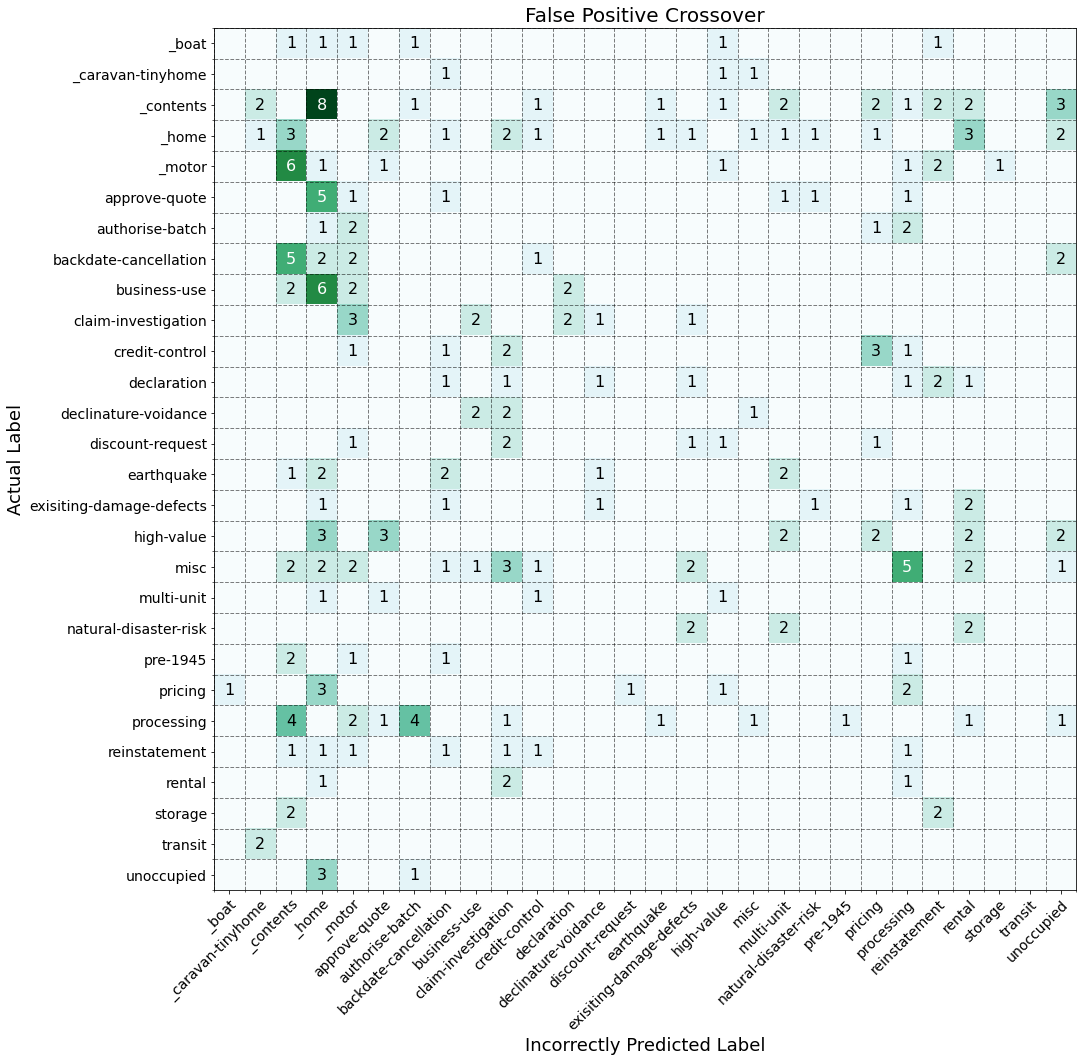 False Positive Crossover
Actual Label
_boat 1 1 1 1 1 1
_caravan-tinyhome 1 1 1
_contents 2 8 1 1 1 1 2 2 1 2 2 3
_home 1 3 2 1 2 1 1 1 1 1 1 1 3 2
_motor 6 1 1 1 1 2 1
approve-quote 5 1 1 1 1 1
authorise-batch 1 2 1 2
backdate-cancellation 5 2 2 1 2
business-use 2 6 2 2
claim-investigation 3 2 2 1 1
credit-control 1 1 2 3 1
declaration 1 1 1 1 1 2 1
declinature-voidance 2 2 1
discount-request 1 2 1 1 1
earthquake 1 2 2 1 2
exisiting-damage-defects 1 1 1 1 1 2
high-value 3 3 2 2 2 2
misc 2 2 2 1 1 3 1 2 5 2 1
multi-unit 1 1 1 1
natural-disaster-risk 2 2 2
pre-1945 2 1 1 1
pricing 1 3 1 1 2
processing 4 2 1 4 1 1 1 1 1 1
reinstatement 1 1 1 1 1 1 1
rental 1 2 1
storage 2 2
transit 2
unoccupied 3 1
_boat
_caravan-tinyhome
_contents
_home
_motor
approve-quote
authorise-batch
backdate-cancellation
business-use
claim-investigation
credit-control
declaration
declinature-voidance
discount-request
earthquake
exisiting-damage-defects
high-value
misc
multi-unit
natural-disaster-risk
pre-1945
pricing
processing
reinstatement
rental
storage
transit
unoccupied
Incorrectly Predicted Label